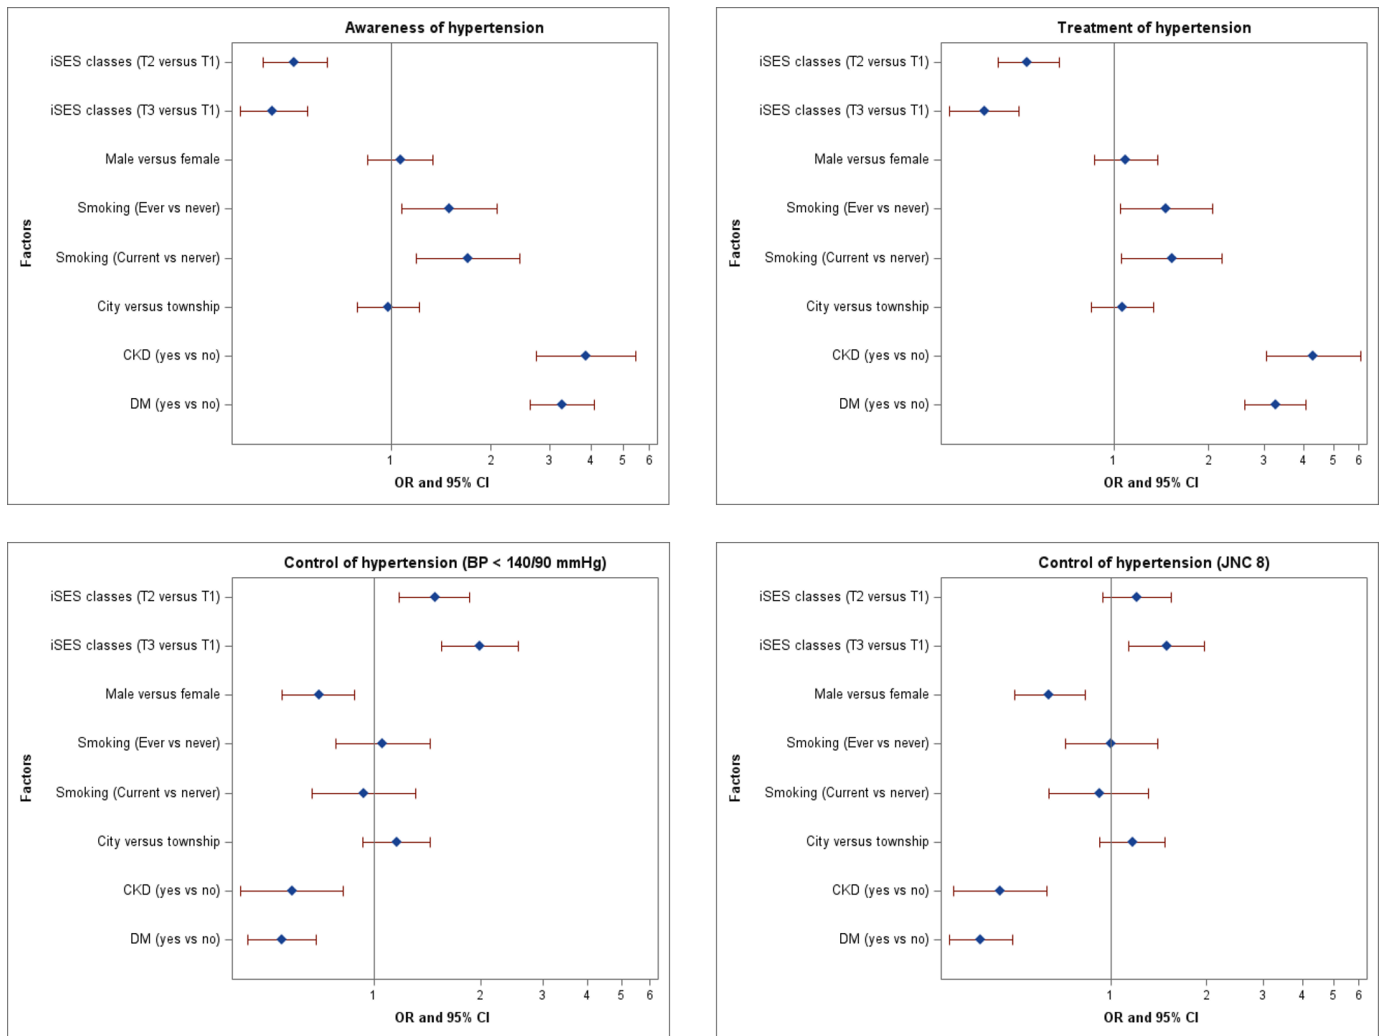 Awareness of hypertension
iSES classes (T2 versus T1)
iSES classes (T3 versus T1)
Male versus female
Smoking (Ever vs never)
Smoking (Current vs nerver)
City versus township
CKD (yes vs no)
DM (yes vs no)
Factors
1 2 3 4 5 6
OR and 95% CI
Treatment of hypertension
iSES classes (T2 versus T1)
iSES classes (T3 versus T1)
Male versus female
Smoking (Ever vs never)
Smoking (Current vs nerver)
City versus township
CKD (yes vs no)
DM (yes vs no)
Factors
1 2 3 4 5 6
OR and 95% CI
Control of hypertension (BP < 140/90 mmHg)
iSES classes (T2 versus T1)
iSES classes (T3 versus T1)
Male versus female
Smoking (Ever vs never)
Smoking (Current vs nerver)
City versus township
CKD (yes vs no)
DM (yes vs no)
Factors
1 2 3 4 5 6
OR and 95% CI
Control of hypertension (JNC 8)
iSES classes (T2 versus T1)
iSES classes (T3 versus T1)
Male versus female
Smoking (Ever vs never)
Smoking (Current vs nerver)
City versus township
CKD (yes vs no)
DM (yes vs no)
Factors
1 2 3 4 5 6
OR and 95% CI